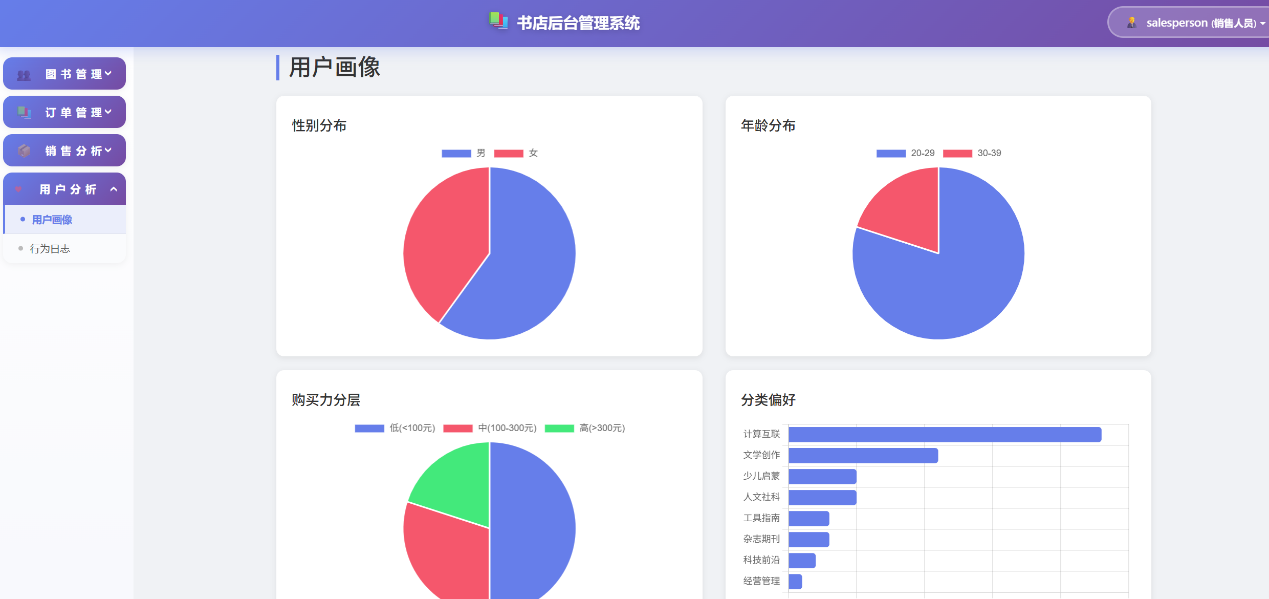 书店后台管理系统
salesperson (销售人员)
图书管理
订单管理
销售分析
用户分析
用户画像
行为日志
用户画像
性别分布
男 女
年龄分布
20-29 30-39
购买力分层
低(<100元) 中(100-300元) 高(>300元)
分类偏好
计算互联
文学创作
少儿启蒙
人文社科
工具指南
杂志期刊
科技前沿
经营管理